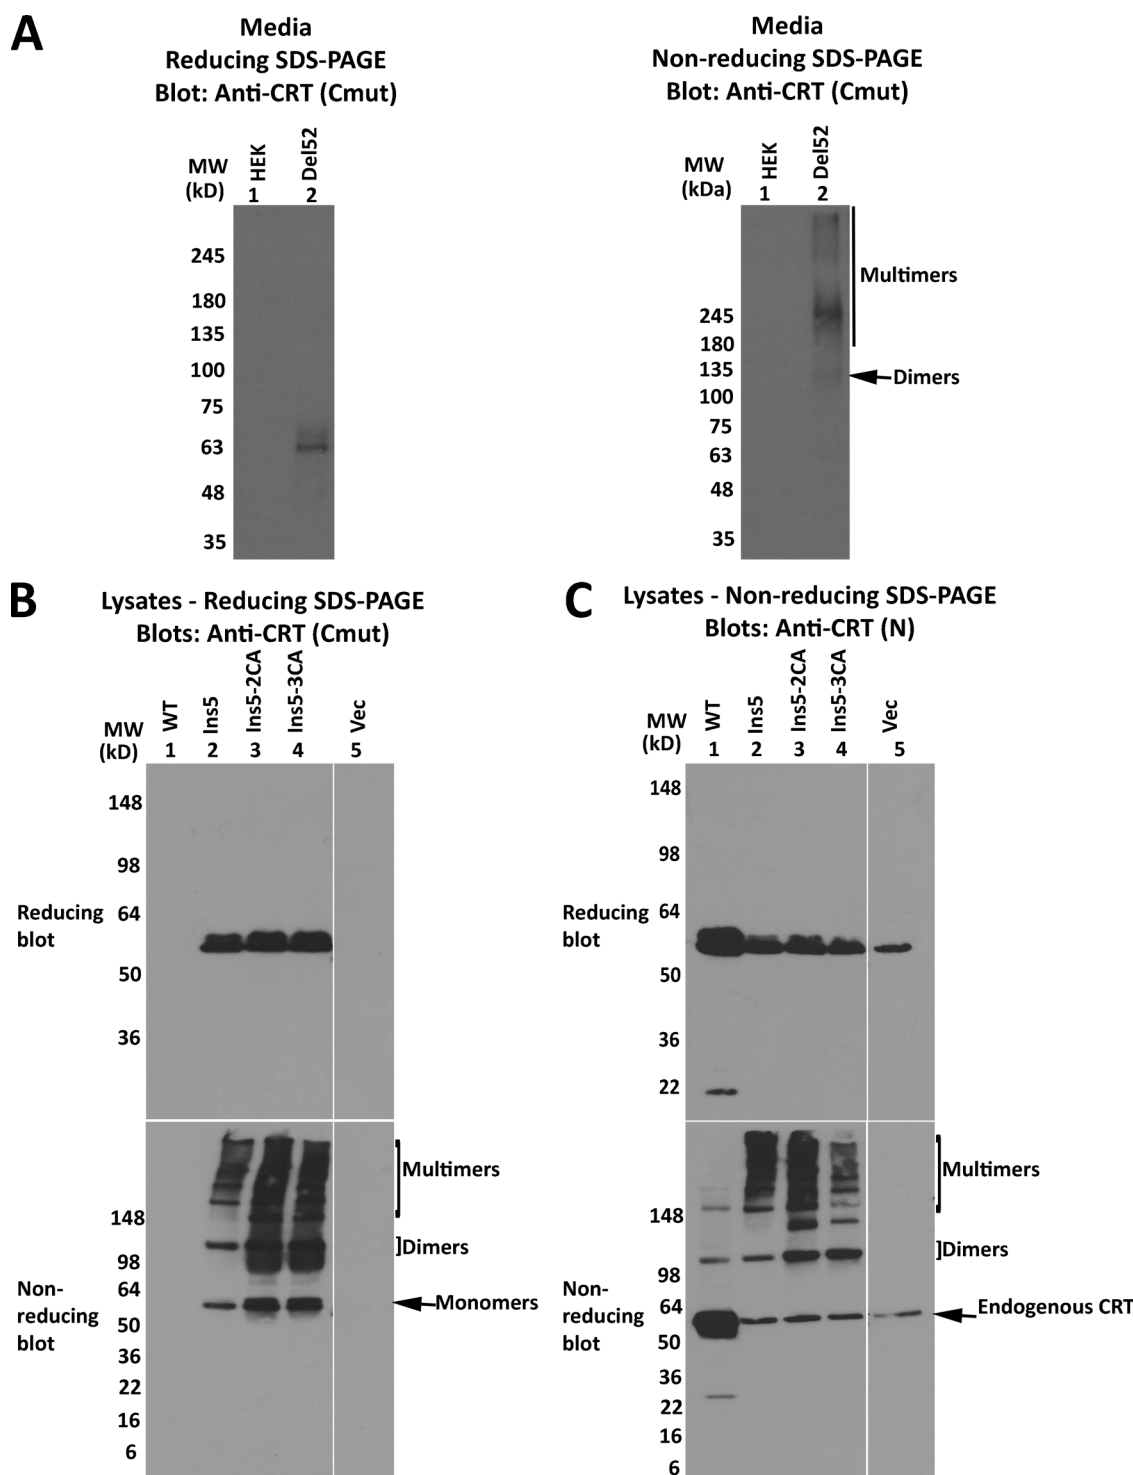 A
Media
Reducing SDS-PAGE
Blot: Anti-CRT (Cmut)
MW
(kD)
HEK
Del52
1 2
245
180
135
100
75
63
48
35
Media
Non-reducing SDS-PAGE
Blot: Anti-CRT (Cmut)
MW
(kDa)
HEK
Del52
1 2
Multimers
245
180
135
Dimers
100
75
63
48
35
B
Lysates - Reducing SDS-PAGE
Blots: Anti-CRT (Cmut)
MW
(kD)
WT
Ins5
Ins5-2CA
Ins5-3CA
Vec
1 2 3 4 5
148
98
Reducing
blot
64
50
36
Multimers
148
Dimers
98
Non-
reducing
blot
64
Monomers
50
36
22
16
6
C
Lysates - Non-reducing SDS-PAGE
Blots: Anti-CRT (N)
MW
(kD)
WT
Ins5
Ins5-2CA
Ins5-3CA
Vec
1 2 3 4 5
148
98
Reducing
blot
64
50
36
22
Multimers
148
Dimers
98
Non-
reducing
blot
64
Endogenous CRT
50
36
22
16
6